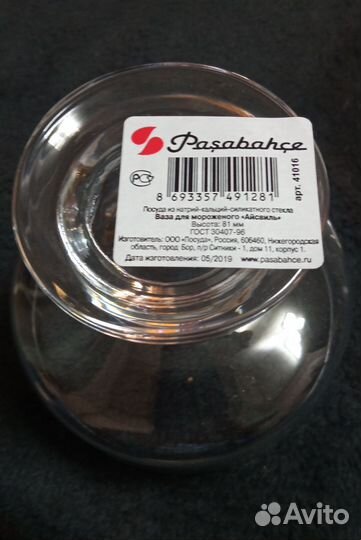 Paşabahçe
арт. 41016
РСТ
8 693357 491281
Посуда из натрий-кальций-силикатного стекла
Ваза для мороженого «Айсвиль»
Высота: 81 мм
ГОСТ 30407-96
Изготовитель: ООО «Посуда», Россия, 606460, Нижегородская
область, город Бор, п/р Ситники - 1, дом 11, корпус 1.
Дата изготовления: 05/2019 www.pasabahce.ru
Avito